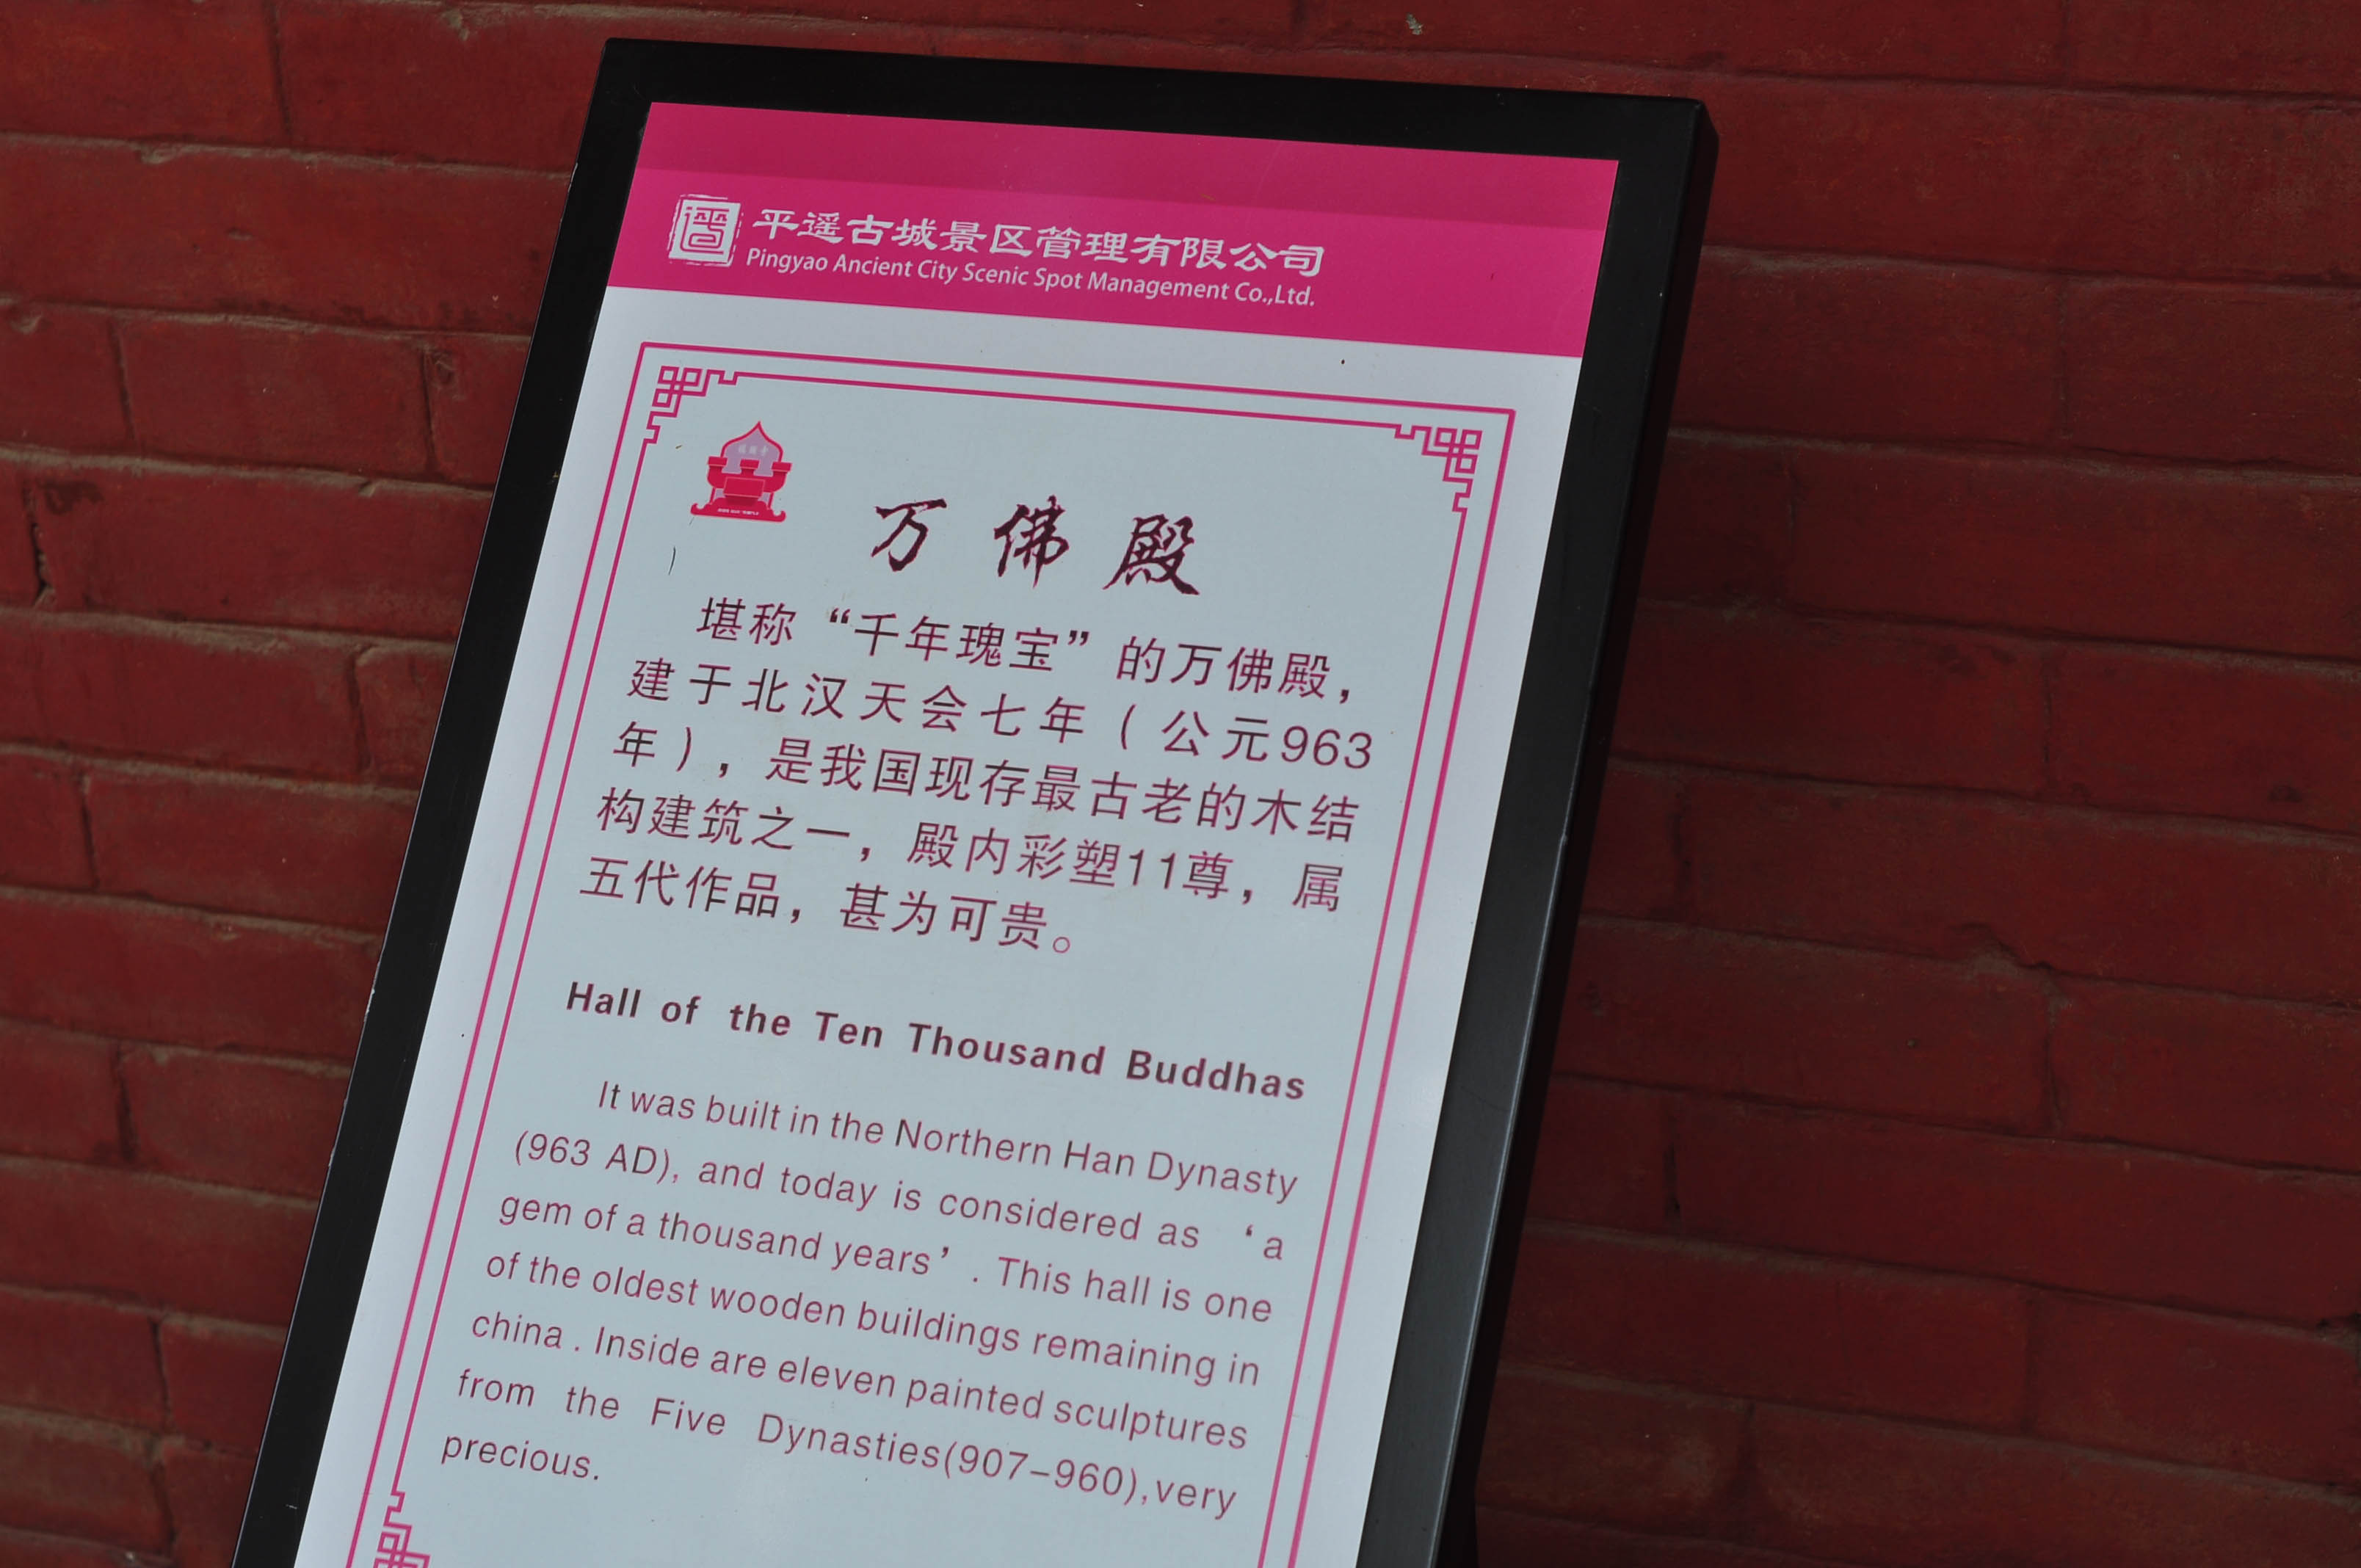 平遥古城景区管理有限公司
Pingyao Ancient City Scenic Spot Management Co.,Ltd.
万佛殿
堪称“千年瑰宝”的万佛殿，
建于北汉天会七年（公元963
年），是我国现存最古老的木结
构建筑之一，殿内彩塑11尊，属
五代作品，甚为可贵。
Hall of the Ten Thousand Buddhas
It was built in the Northern Han Dynasty
(963 AD), and today is considered as ‘a
gem of a thousand years’. This hall is one
of the oldest wooden buildings remaining in
china . Inside are eleven painted sculptures
from the Five Dynasties(907–960),very
precious.